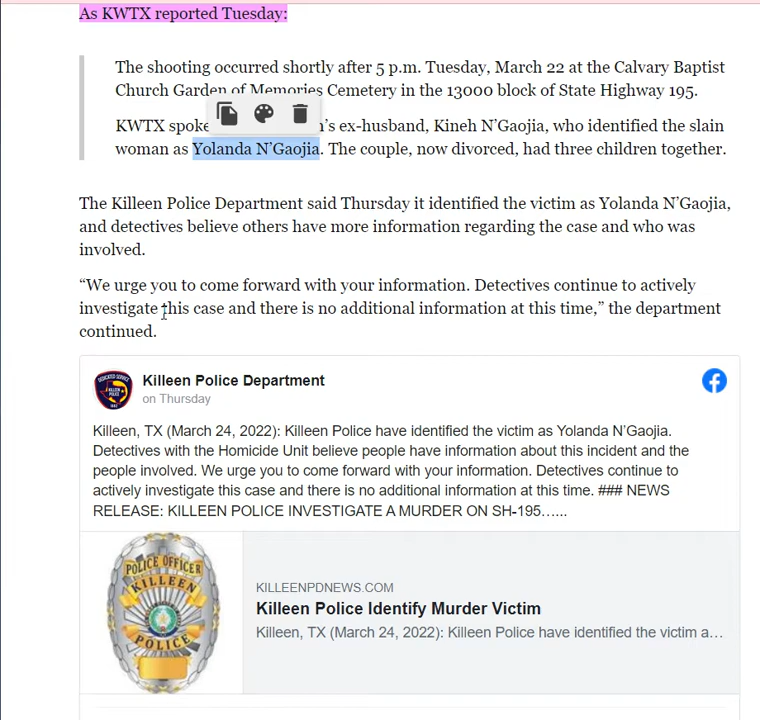 As KWTX reported Tuesday:
The shooting occurred shortly after 5 p.m. Tuesday, March 22 at the Calvary Baptist
Church Garden of Memories Cemetery in the 13000 block of State Highway 195.
KWTX spoke 's ex-husband, Kineh N'Gaojia, who identified the slain
woman as Yolanda N'Gaojia. The couple, now divorced, had three children together.
The Killeen Police Department said Thursday it identified the victim as Yolanda N'Gaojia,
and detectives believe others have more information regarding the case and who was
involved.
“We urge you to come forward with your information. Detectives continue to actively
investigate this case and there is no additional information at this time,” the department
continued.
Killeen Police Department
on Thursday
Killeen, TX (March 24, 2022): Killeen Police have identified the victim as Yolanda N'Gaojia.
Detectives with the Homicide Unit believe people have information about this incident and the
people involved. We urge you to come forward with your information. Detectives continue to
actively investigate this case and there is no additional information at this time. ### NEWS
RELEASE: KILLEEN POLICE INVESTIGATE A MURDER ON SH-195…...
POLICE OFFICER
KILLEEN
POLICE
KILLEENPDNEWS.COM
Killeen Police Identify Murder Victim
Killeen, TX (March 24, 2022): Killeen Police have identified the victim a...